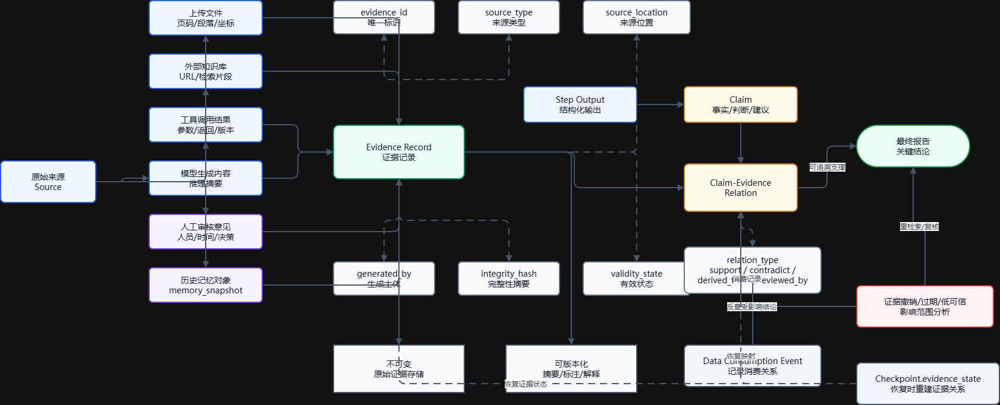 上传文件
页码/段落/坐标
evidence_id
唯一标识
source_type
来源类型
source_location
来源位置
外部知识库
URL/检索片段
Step Output
结构化输出
Claim
事实/判断/建议
工具调用结果
参数/返回/版本
Evidence Record
证据记录
最终报告
关键结论
原始来源
Source
模型生成内容
推理摘要
可追溯支撑
Claim-Evidence
Relation
人工审核意见
人员/时间/决策
重检索/复核
历史记忆对象
memory_snapshot
generated_by
生成主体
integrity_hash
完整性摘要
validity_state
有效状态
relation_type
support / contradict /
消费记录
反查受影响结论
证据撤销/过期/低可信
影响范围分析
不可变
原始证据存储
可版本化
摘要/标注/解释
恢复映射
Data Consumption Event
记录消费关系
恢复证据状态
Checkpoint.evidence_state
恢复时重建证据关系